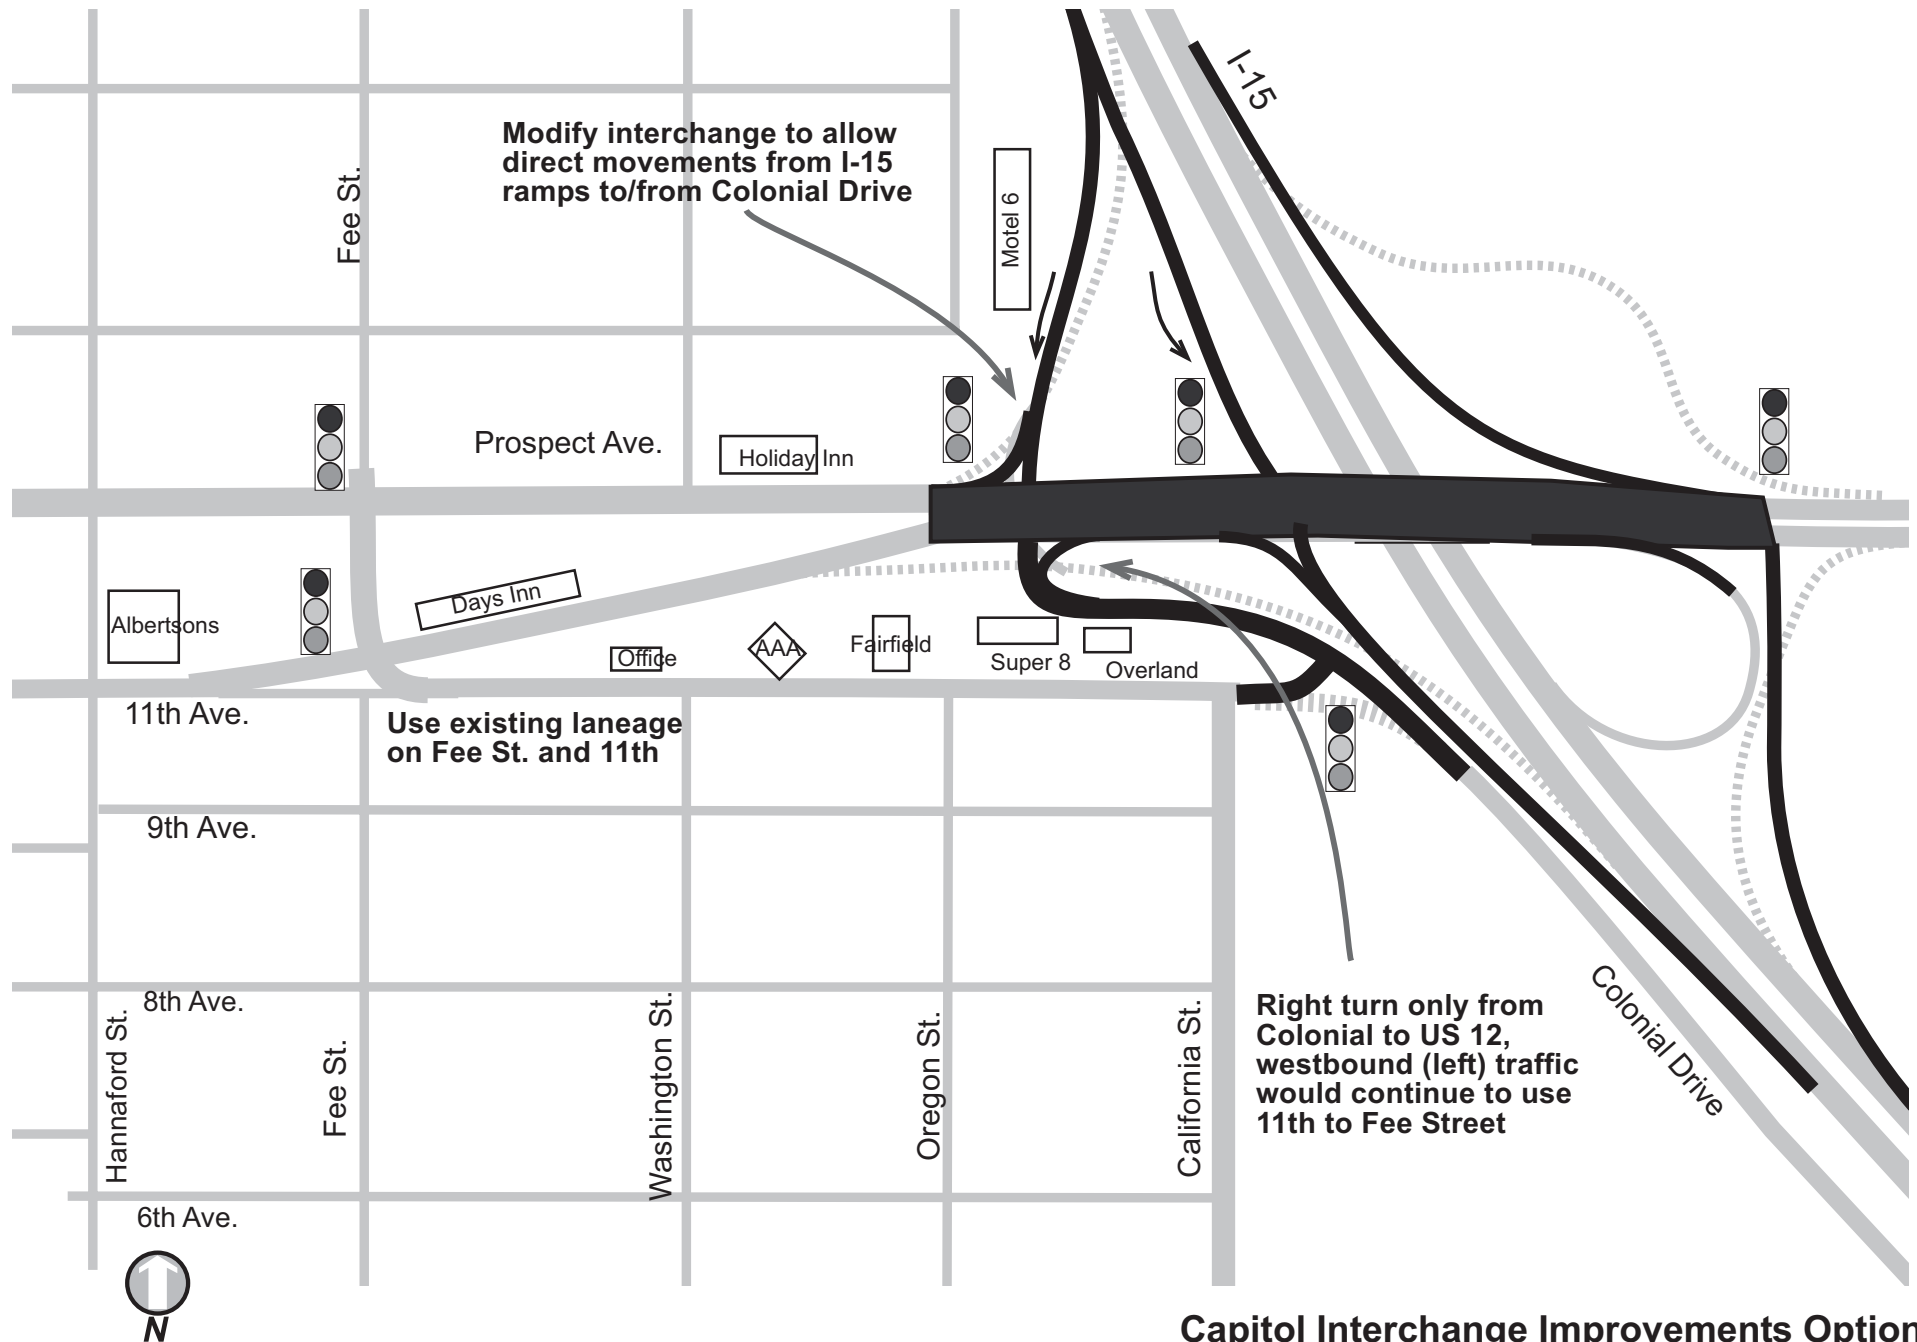 I-15
Modify interchange to allow
direct movements from I-15
ramps to/from Colonial Drive
Fee St.
Motel 6
Prospect Ave.
Holiday Inn
Days Inn
Albertsons
Office
AAA
Fairfield
Super 8
Overland
11th Ave.
Use existing laneage
on Fee St. and 11th
9th Ave.
8th Ave.
Hannaford St.
Fee St.
Washington St.
Oregon St.
California St.
Right turn only from
Colonial to US 12,
westbound (left) traffic
would continue to use
11th to Fee Street
Colonial Drive
6th Ave.
N
Capitol Interchange Improvements Option